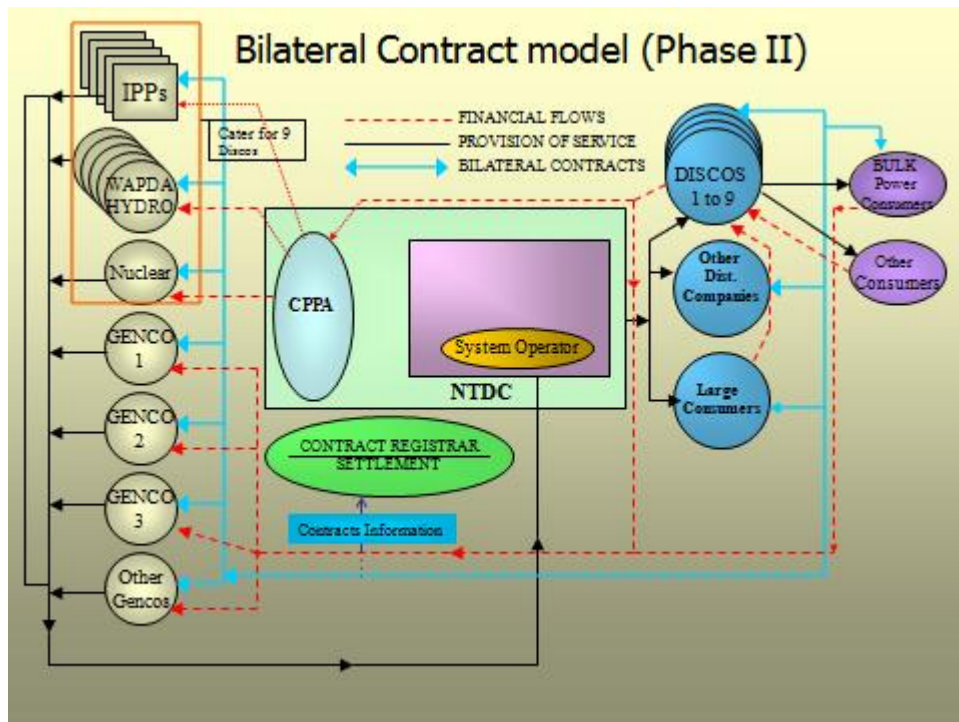 Bilateral Contract model (Phase II)
IPPs
Cater for 9
Discos
FINANCIAL FLOWS
PROVISION OF SERVICE
BILATERAL CONTRACTS
WAPDA
HYDRO
Nuclear
GENCO
1
GENCO
2
GENCO
3
Other
Gencos
CPPA
System Operator
NTDC
CONTRACT REGISTRAR
SETTLEMENT
Contracts Information
DISCOS
1 to 9
Other
Dist.
Companies
Large
Consumers
BULK
Power
Consumers
Other
Consumers